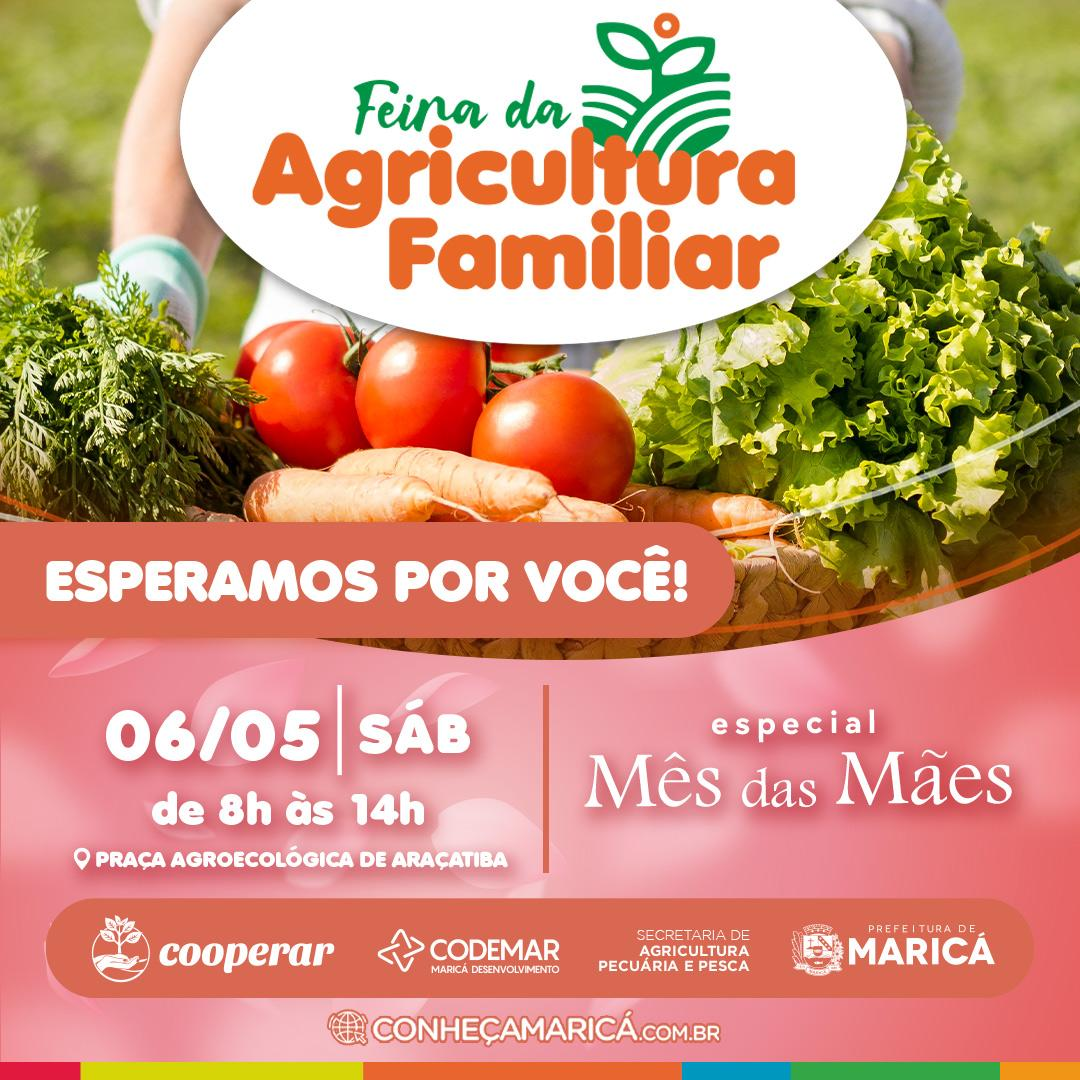 Feira da
Agricultura
Familiar
ESPERAMOS POR VOCÊ!
06/05 | SÁB
de 8h às 14h
PRAÇA AGROECOLÓGICA DE ARAÇATIBA
especial
Mês das Mães
cooperar
CODEMAR
MARICÁ DESENVOLVIMENTO
SECRETARIA DE
AGRICULTURA
PECUÁRIA E PESCA
PREFEITURA DE
MARICÁ
CONHEÇAMARICÁ.COM.BR